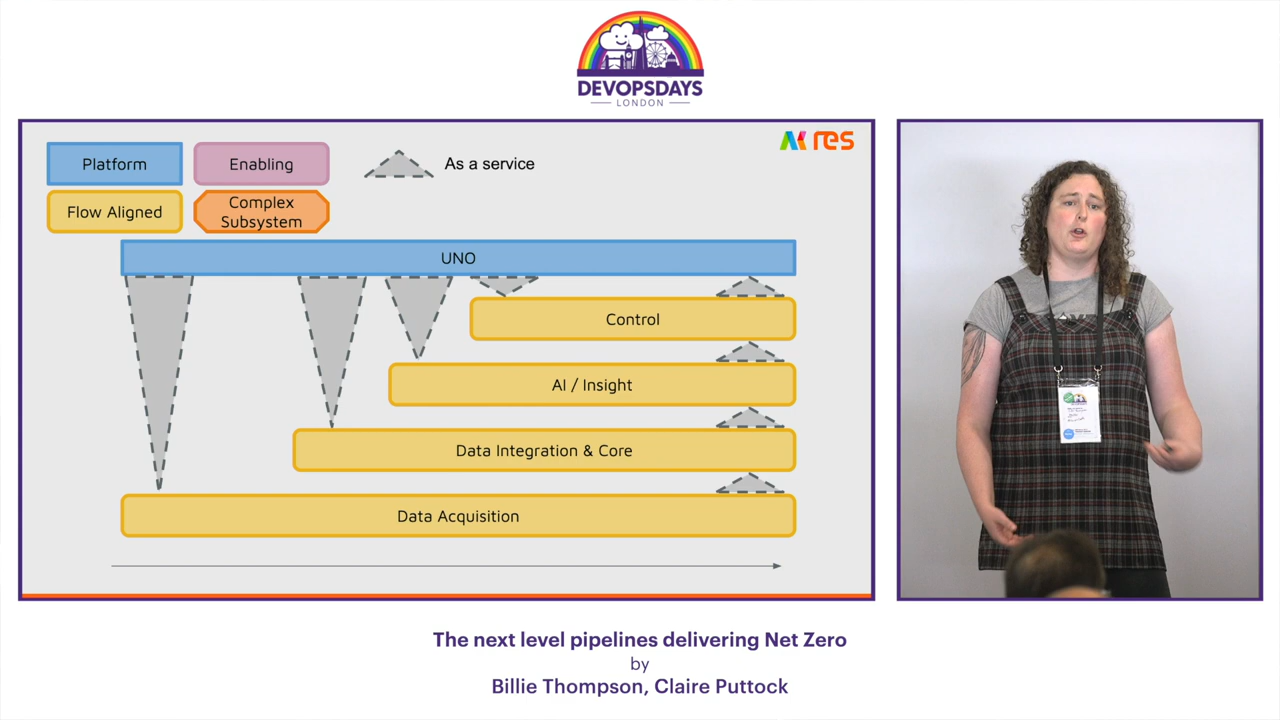 DEVOPSDAYS
LONDON
res
Platform
Enabling
As a service
Flow Aligned
Complex
Subsystem
UNO
Control
AI / Insight
Data Integration & Core
Data Acquisition
The next level pipelines delivering Net Zero
by
Billie Thompson, Claire Puttock